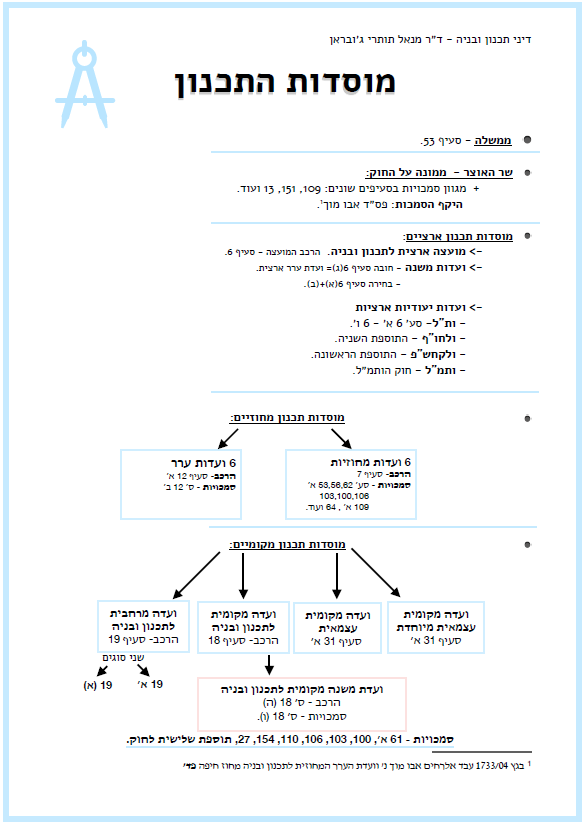 דיני תכנון ובניה – ד"ר מנאל תותרי ג'ובראן
מוסדות התכנון
ממשלה – סעיף 53.
שר האוצר – ממונה על החוק:
+ מגוון סמכויות בסעיפים שונים: 109, 151, 13 ועוד.
היקף הסמכות: פס"ד אבו מוך¹.
מוסדות תכנון ארציים:
<- מועצה ארצית לתכנון ובניה. הרכב המועצה – סעיף 6.
<- ועדות משנה – חובה סעיף 6(ג)= ועדת ערר ארצית.
– בחירה סעיף 6(א)+(ב).
<- ועדות יעודיות ארציות
– ות"ל– סע' 6 א' – 6 ו'.
– ולחו"ף – התוספת השניה.
– ולקחש"פ – התוספת הראשונה.
– ותמ"ל – חוק הותמ"ל.
מוסדות תכנון מחוזיים:
6 ועדות מחוזיות
הרכב- סעיף 7
סמכויות - סע' 53,56,62 א'
103,100,106
109 א' , 64 ועוד.
6 ועדות ערר
הרכב- סעיף 12 א'
סמכויות - ס' 12 ב'
מוסדות תכנון מקומיים:
ועדה מקומית
עצמאית מיוחדת
סעיף 31 א'
ועדה מקומית
עצמאית
סעיף 31 א'
ועדה מקומית
לתכנון ובניה
הרכב- סעיף 18
ועדה מרחבית
לתכנון ובניה
הרכב- סעיף 19
שני סוגים
19 א'
19 (א)
ועדת משנה מקומית לתכנון ובניה
הרכב - ס' 18 (ה)
סמכויות - ס' 18 (ו).
סמכויות - 61 א', 100, 103, 106, 110, 154, 27, תוספת שלישית לחוק.
¹ בגץ 1733/04 עבד אלרחים אבו מוך נ' וועדת הערר המחוזית לתכנון ובניה מחוז חיפה פד'